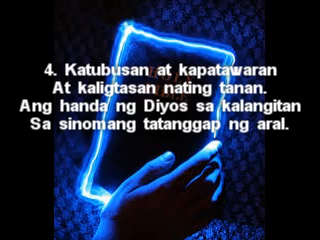 4. Katubusan at kapatawaran
At kaligtasan nating tanan.
Ang handa ng Diyos sa kalangitan
Sa sinomang tatanggap ng aral.